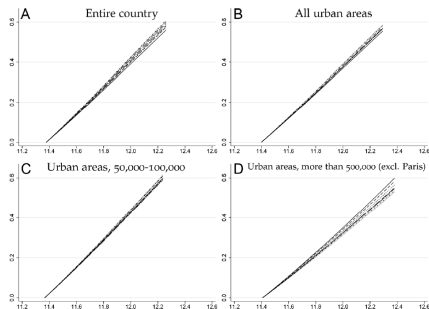 A Entire country
B All urban areas
0.0 0.2 0.4 0.6
11.2 11.4 11.6 11.8 12.0 12.2 12.4 12.6
0.0 0.2 0.4 0.6
11.2 11.4 11.6 11.8 12.0 12.2 12.4 12.6
C Urban areas, 50,000-100,000
D Urban areas, more than 500,000 (excl. Paris)
0.0 0.2 0.4 0.6
11.2 11.4 11.6 11.8 12.0 12.2 12.4 12.6
0.0 0.2 0.4 0.6
11.2 11.4 11.6 11.8 12.0 12.2 12.4 12.6